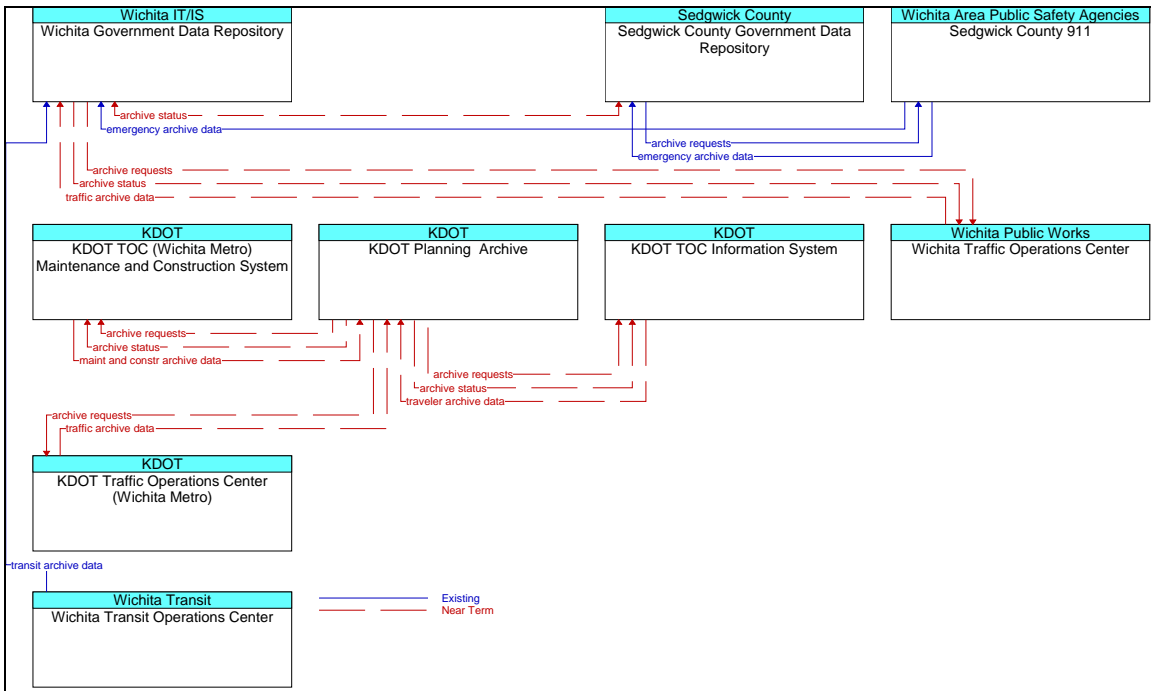 Wichita IT/IS
Wichita Government Data Repository
Sedgwick County
Sedgwick County Government Data
Repository
Wichita Area Public Safety Agencies
Sedgwick County 911
archive status
emergency archive data
archive requests
emergency archive data
archive requests
archive status
traffic archive data
KDOT
KDOT TOC (Wichita Metro)
Maintenance and Construction System
KDOT
KDOT Planning Archive
KDOT
KDOT TOC Information System
Wichita Public Works
Wichita Traffic Operations Center
archive requests
archive status
maint and constr archive data
archive requests
archive status
traveler archive data
archive requests
traffic archive data
KDOT
KDOT Traffic Operations Center
(Wichita Metro)
transit archive data
Wichita Transit
Wichita Transit Operations Center
Existing
Near Term